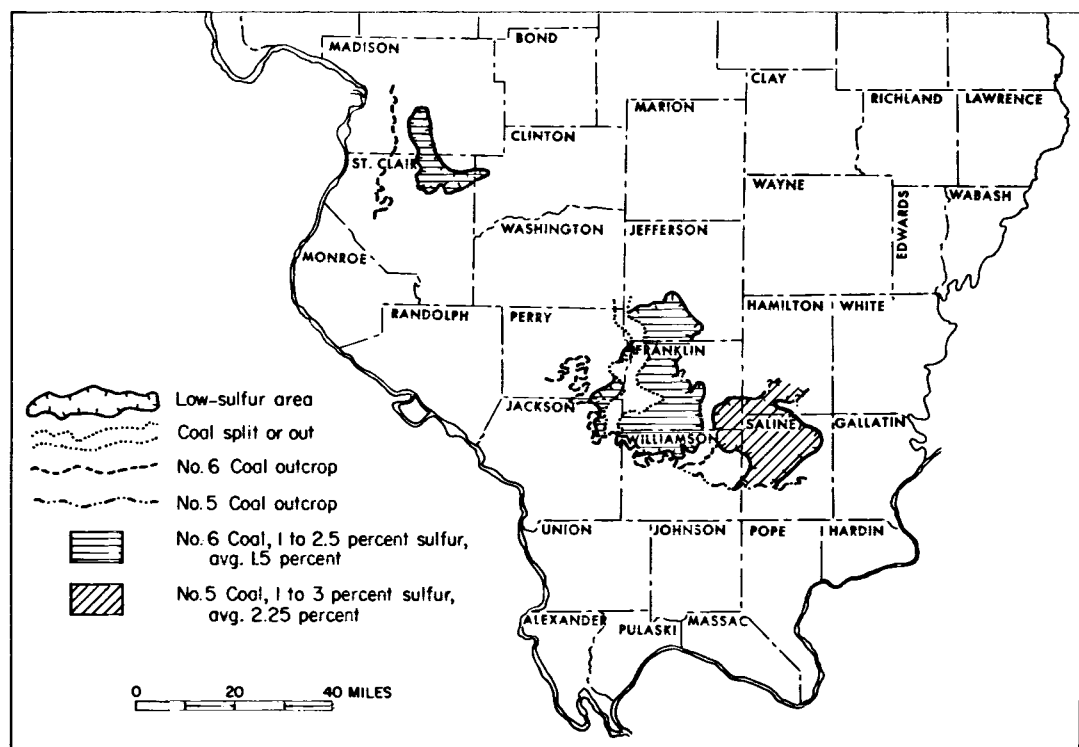 MADISON
BOND
CLAY
RICHLAND
LAWRENCE
MARION
CLINTON
ST. CLAIR
WAYNE
EDWARDS
WABASH
WASHINGTON
JEFFERSON
MONROE
RANDOLPH
PERRY
HAMILTON
WHITE
FRANKLIN
JACKSON
WILLIAMSON
SALINE
GALLATIN
UNION
JOHNSON
POPE
HARDIN
ALEXANDER
PULASKI
MASSAC
Low-sulfur area
Coal split or out
No. 6 Coal outcrop
No. 5 Coal outcrop
No. 6 Coal, 1 to 2.5 percent sulfur,
avg. 1.5 percent
No. 5 Coal, 1 to 3 percent sulfur,
avg. 2.25 percent
0 20 40 MILES